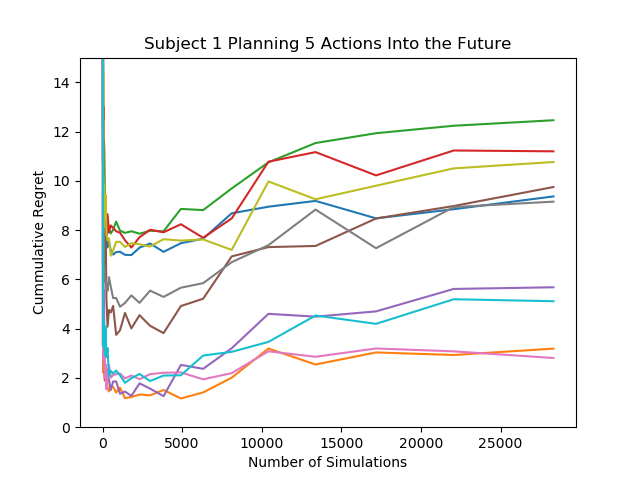 Subject 1 Planning 5 Actions Into the Future
14
12
10
8
6
4
2
0
Cummulative Regret
0 5000 10000 15000 20000 25000
Number of Simulations